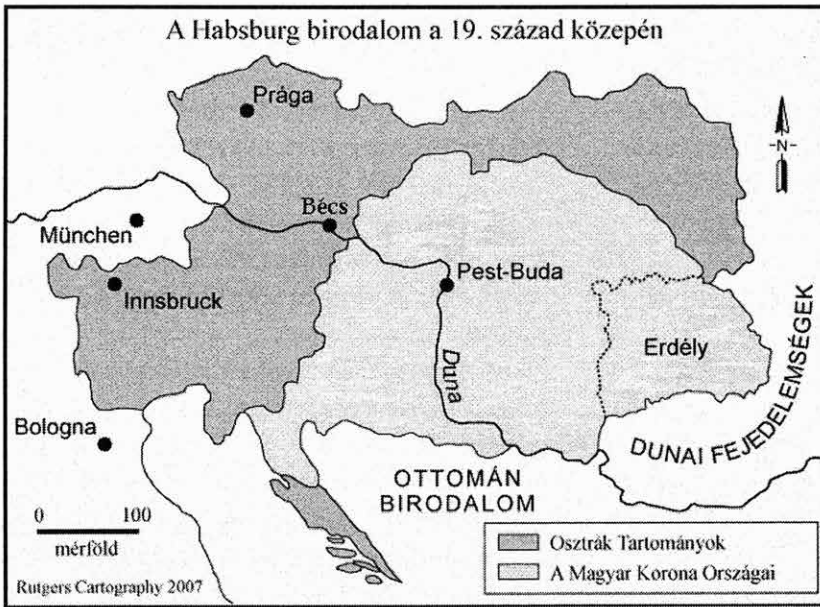 A Habsburg birodalom a 19. század közepén
Prága
N
Bécs
München
Pest-Buda
Innsbruck
Erdély
Duna
Bologna
DUNAI FEJEDELEMSÉGEK
OTTOMÁN
BIRODALOM
0 100
mérföld
Osztrák Tartományok
A Magyar Korona Országai
Rutgers Cartography 2007